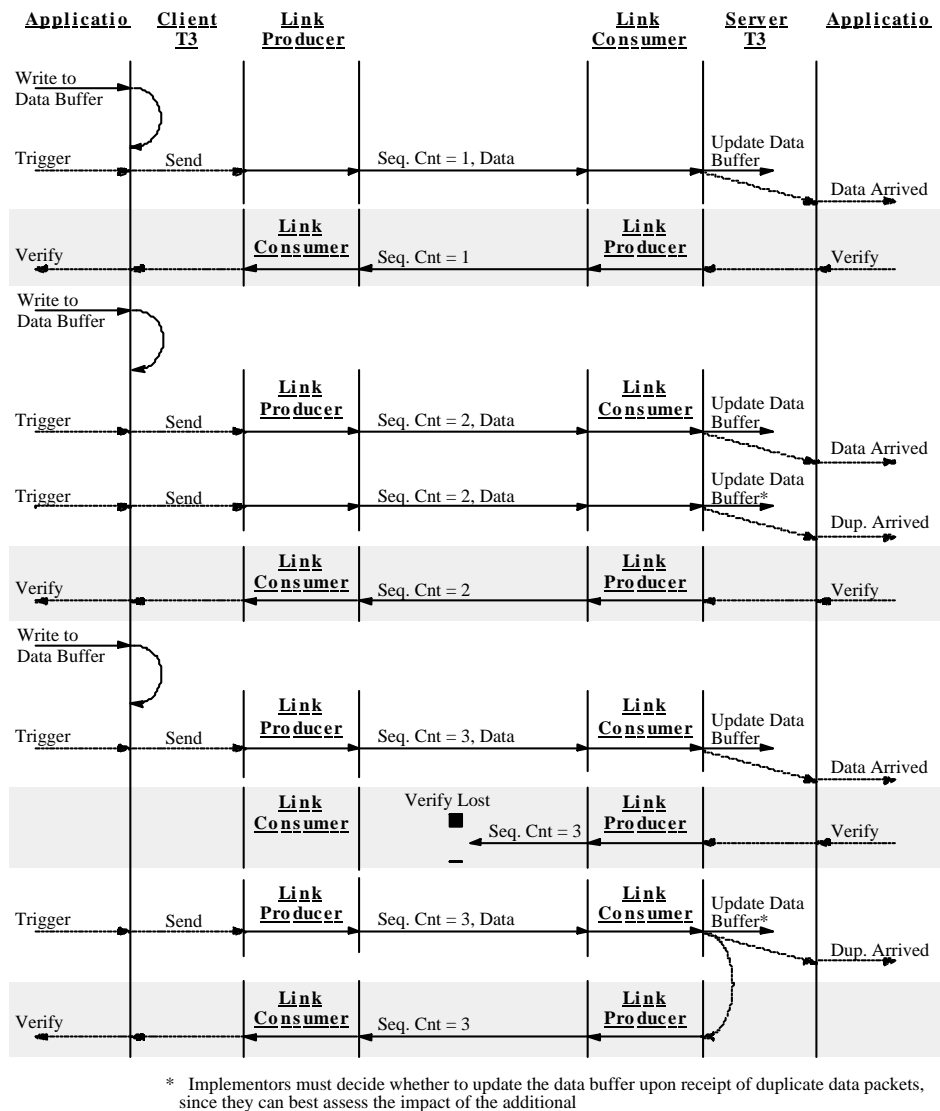 Applicatio Client Link Link Server Applicatio
T3 Producer Consumer T3
Write to
Data Buffer
Trigger Send Seq. Cnt = 1, Data Update Data
Buffer
Data Arrived
Link Link
Consumer Producer
Verify Seq. Cnt = 1 Verify
Write to
Data Buffer
Link Link
Producer Consumer
Trigger Send Seq. Cnt = 2, Data Update Data
Buffer
Data Arrived
Trigger Send Seq. Cnt = 2, Data Update Data
Buffer*
Dup. Arrived
Link Link
Consumer Producer
Verify Seq. Cnt = 2 Verify
Write to
Data Buffer
Link Link
Producer Consumer
Trigger Send Seq. Cnt = 3, Data Update Data
Buffer
Data Arrived
Link Verify Lost Link
Consumer Producer
Seq. Cnt = 3 Verify
Link Link
Producer Consumer
Trigger Send Seq. Cnt = 3, Data Update Data
Buffer*
Dup. Arrived
Link Link
Consumer Producer
Verify Seq. Cnt = 3
* Implementors must decide whether to update the data buffer upon receipt of duplicate data packets,
since they can best assess the impact of the additional